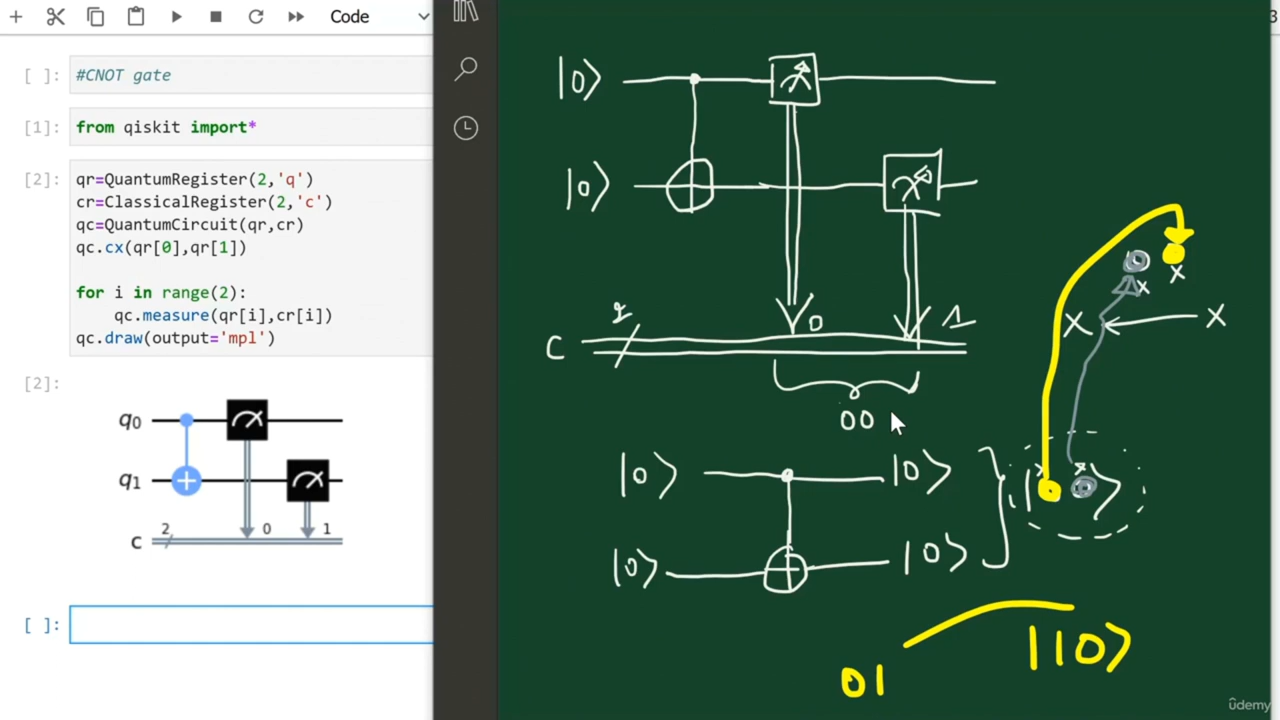 Code
3
[ ]: #CNOT gate
[1]: from qiskit import*
[2]: qr=QuantumRegister(2,'q')
cr=ClassicalRegister(2,'c')
qc=QuantumCircuit(qr,cr)
qc.cx(qr[0],qr[1])
for i in range(2):
qc.measure(qr[i],cr[i])
qc.draw(output='mpl')
[2]:
q0
q1
2 0 1
c
[ ]:
|0⟩
|0⟩
2 0 1
C
00
|0⟩ |0⟩
|0⟩ |0⟩
x x
X X
x x
| ⟩
01 |10⟩
ûdemy